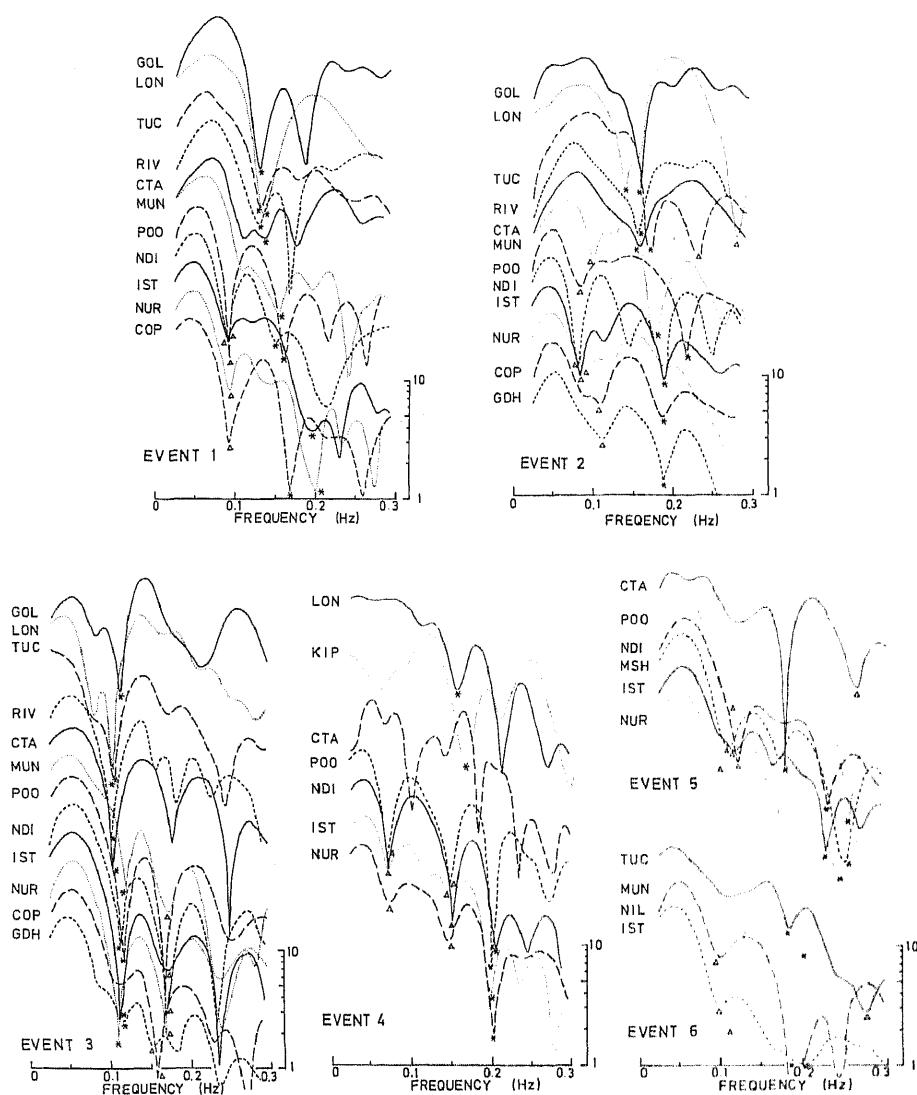 GOL
LON
TUC
RIV
CTA
MUN
POO
NDI
IST
NUR
COP
EVENT 1
10
1
0
0.1
0.2
0.3
FREQUENCY (Hz)
GOL
LON
TUC
RIV
CTA
MUN
POO
NDI
IST
NUR
COP
GDH
EVENT 2
10
1
0
0.1
0.2
0.3
FREQUENCY (Hz)
GOL
LON
TUC
RIV
CTA
MUN
POO
NDI
IST
NUR
COP
GDH
EVENT 3
10
1
0
0.1
0.2
0.3
FREQUENCY (Hz)
LON
KIP
CTA
POO
NDI
IST
NUR
EVENT 4
10
1
0
0.1
0.2
0.3
FREQUENCY (Hz)
CTA
POO
NDI
MSH
IST
NUR
EVENT 5
TUC
MUN
NIL
IST
EVENT 6
10
1
0
0.1
0.2
0.3
FREQUENCY (Hz)